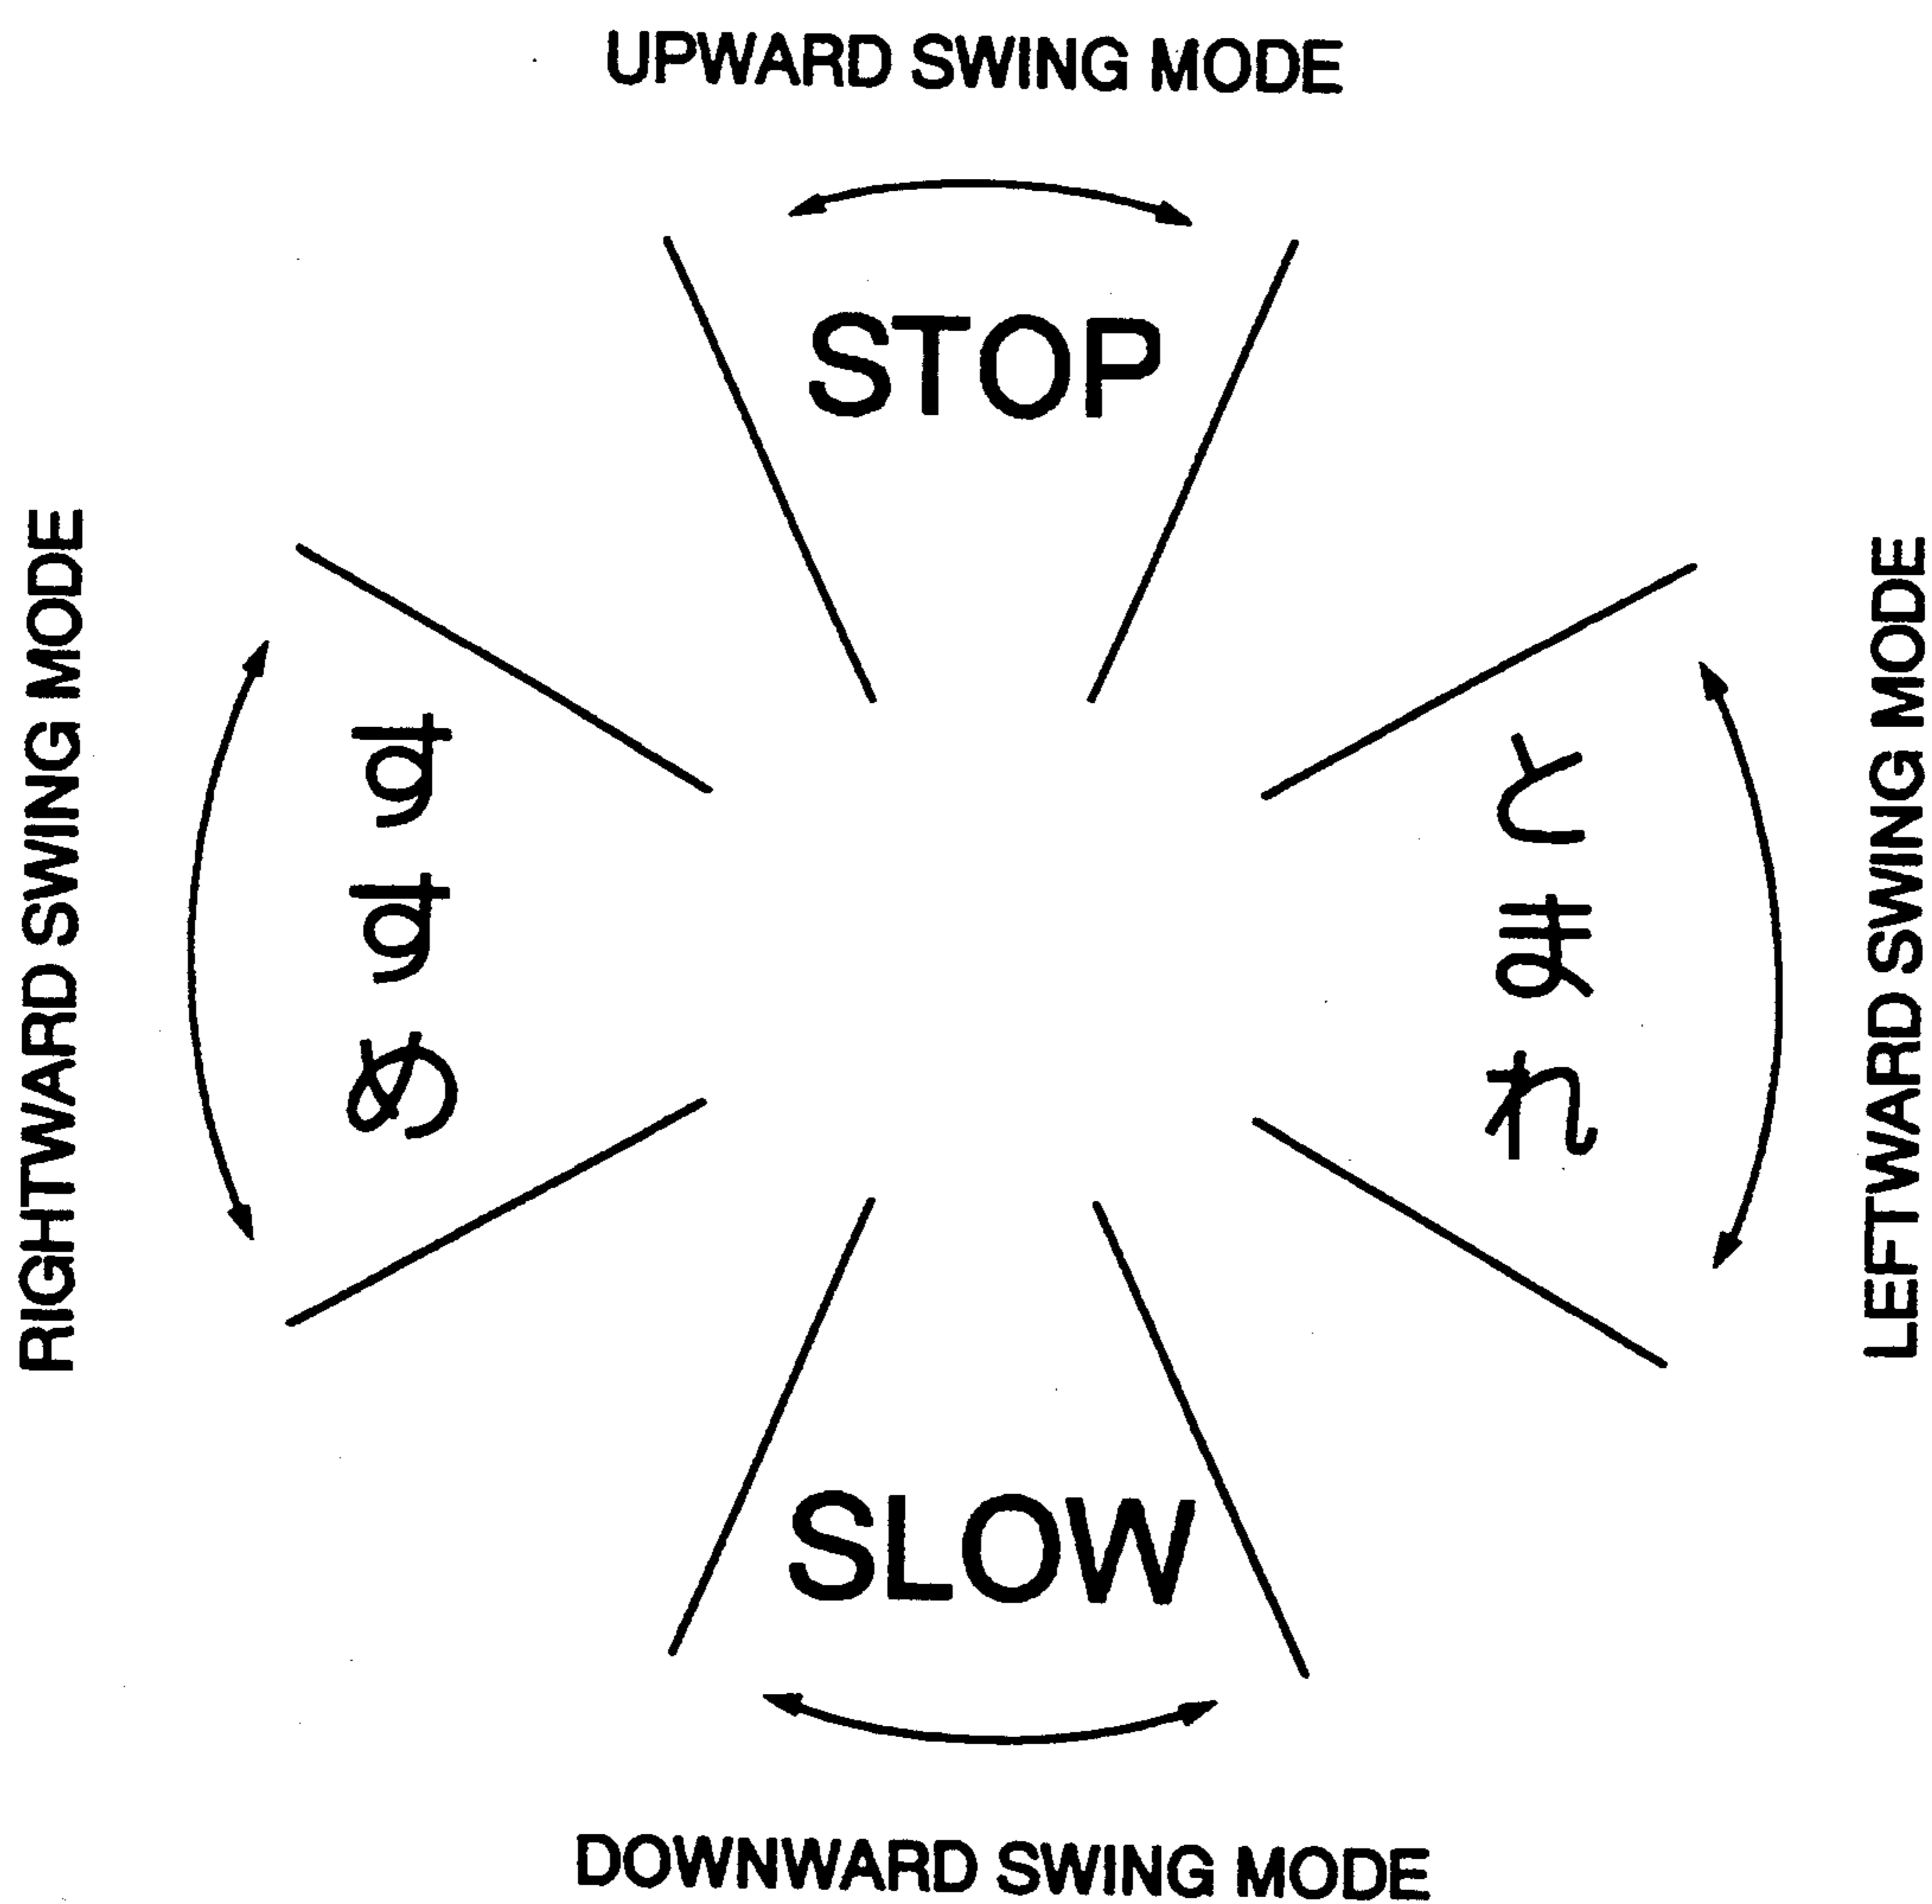 UPWARD SWING MODE
STOP
RIGHTWARD SWING MODE
すすめ
とまれ
LEFTWARD SWING MODE
SLOW
DOWNWARD SWING MODE